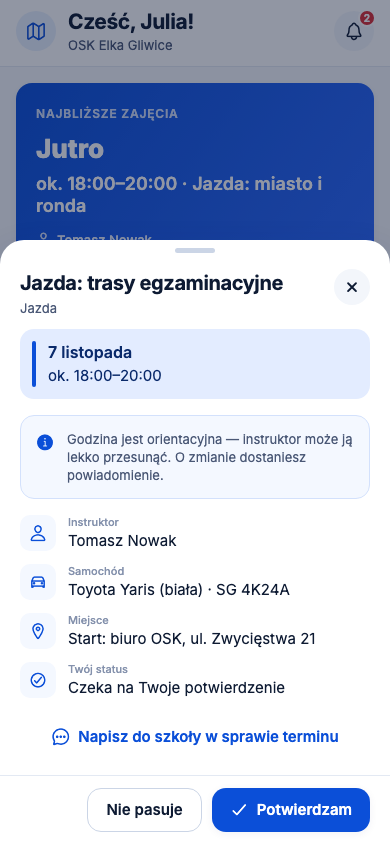 Cześć, Julia!
OSK Elka Gliwice
2
NAJBLIŻSZE ZAJĘCIA
Jutro
ok. 18:00–20:00 · Jazda: miasto i
ronda
Tomasz Nowak
Jazda: trasy egzaminacyjne
Jazda
7 listopada
ok. 18:00–20:00
Godzina jest orientacyjna — instruktor może ją
lekko przesunąć. O zmianie dostaniesz
powiadomienie.
Instruktor
Tomasz Nowak
Samochód
Toyota Yaris (biała) · SG 4K24A
Miejsce
Start: biuro OSK, ul. Zwycięstwa 21
Twój status
Czeka na Twoje potwierdzenie
Napisz do szkoły w sprawie terminu
Nie pasuje
Potwierdzam